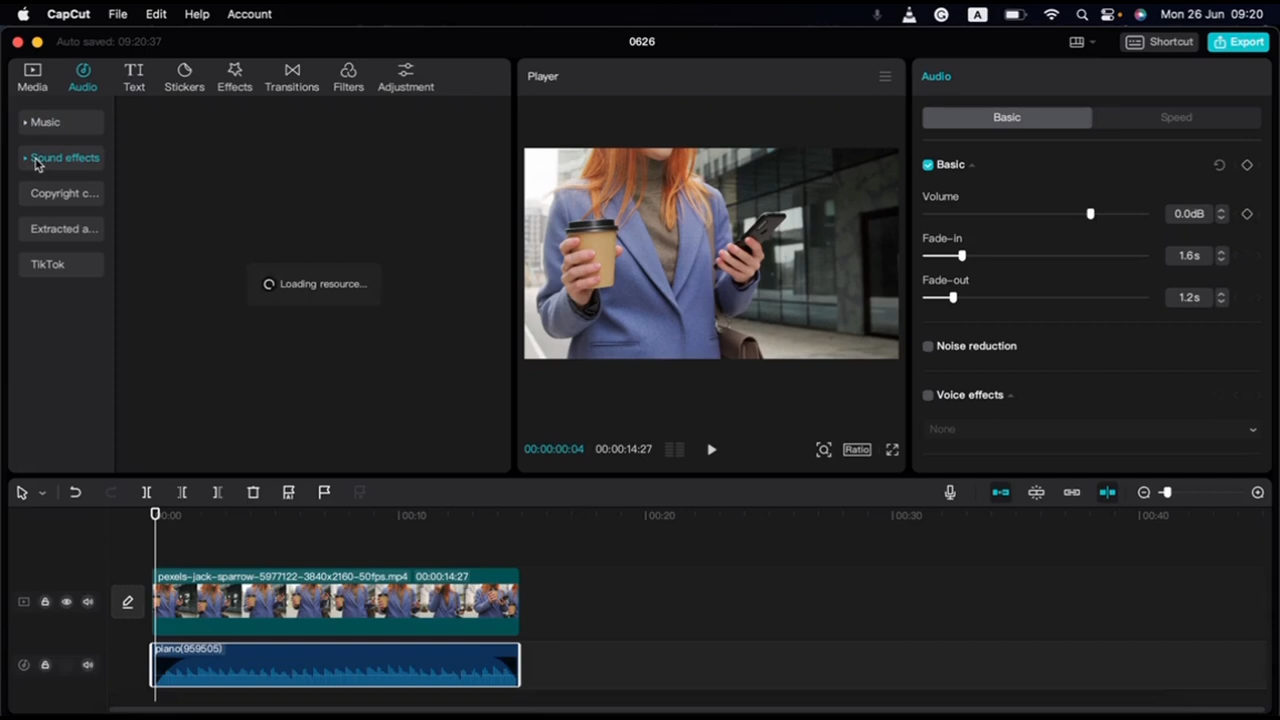 CapCut File Edit Help Account A Mon 26 Jun 09:20
Auto saved: 09:20:37 0626 Shortcut Export
Media Audio Text Stickers Effects Transitions Filters Adjustment
Player
Audio
Music
Sound effects
Copyright c...
Extracted a...
TikTok
Loading resource...
Basic Speed
Basic
Volume
0.0dB
Fade-in
1.6s
Fade-out
1.2s
Noise reduction
Voice effects
None
00:00:00:04 00:00:14:27 Ratio
00:00 00:10 00:20 00:30 00:40
pexels-jack-sparrow-5977122-3840x2160-50fps.mp4 00:00:14:27
piano(959505)